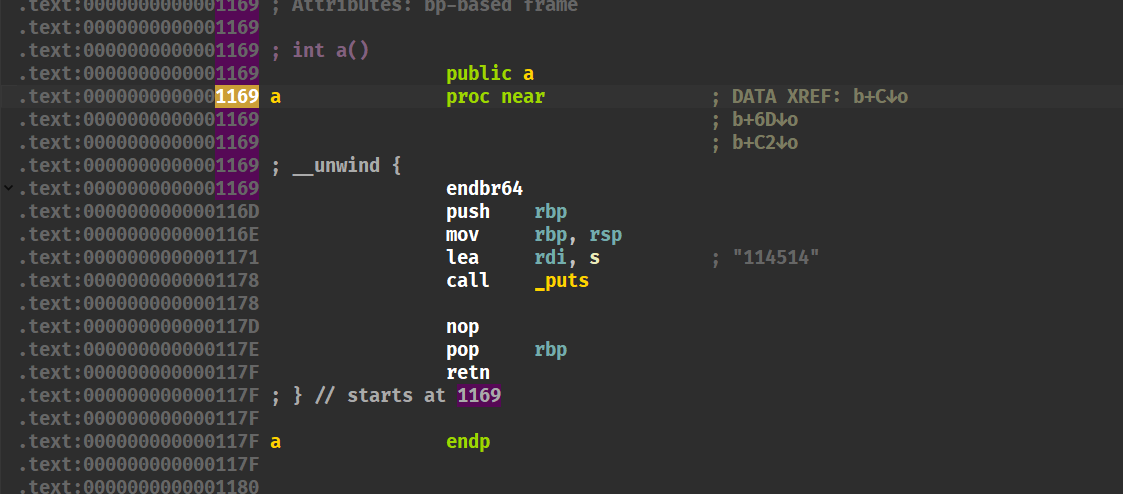 .text:0000000000001169 ; Attributes: bp-based frame
.text:0000000000001169
.text:0000000000001169 ; int a()
.text:0000000000001169                 public a
.text:0000000000001169 a               proc near               ; DATA XREF: b+C↓o
.text:0000000000001169                                         ; b+6D↓o
.text:0000000000001169                                         ; b+C2↓o
.text:0000000000001169 ; __unwind {
.text:0000000000001169                 endbr64
.text:000000000000116D                 push    rbp
.text:000000000000116E                 mov     rbp, rsp
.text:0000000000001171                 lea     rdi, s          ; "114514"
.text:0000000000001178                 call    _puts
.text:0000000000001178
.text:000000000000117D                 nop
.text:000000000000117E                 pop     rbp
.text:000000000000117F                 retn
.text:000000000000117F ; } // starts at 1169
.text:000000000000117F
.text:000000000000117F a               endp
.text:000000000000117F
.text:0000000000001180